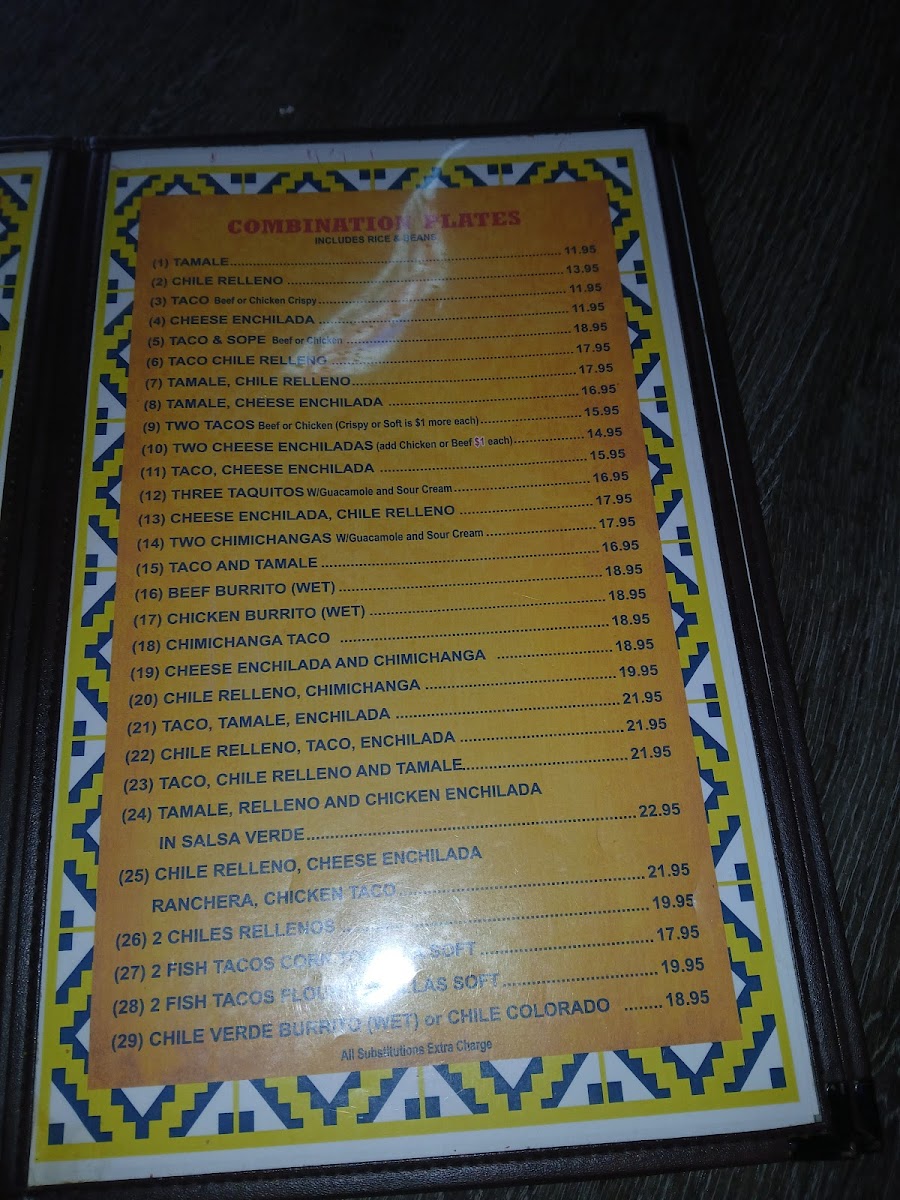 COMBINATION PLATES
INCLUDES RICE & BEANS
(1) TAMALE 11.95
(2) CHILE RELLENO 13.95
(3) TACO Beef or Chicken Crispy 11.95
(4) CHEESE ENCHILADA 11.95
(5) TACO & SOPE Beef or Chicken 18.95
(6) TACO CHILE RELLENO 17.95
(7) TAMALE, CHILE RELLENO 17.95
(8) TAMALE, CHEESE ENCHILADA 16.95
(9) TWO TACOS Beef or Chicken (Crispy or Soft is $1 more each) 15.95
(10) TWO CHEESE ENCHILADAS (add Chicken or Beef $1 each) 14.95
(11) TACO, CHEESE ENCHILADA 15.95
(12) THREE TAQUITOS W/Guacamole and Sour Cream 16.95
(13) CHEESE ENCHILADA, CHILE RELLENO 17.95
(14) TWO CHIMICHANGAS W/Guacamole and Sour Cream 17.95
(15) TACO AND TAMALE 16.95
(16) BEEF BURRITO (WET) 18.95
(17) CHICKEN BURRITO (WET) 18.95
(18) CHIMICHANGA TACO 18.95
(19) CHEESE ENCHILADA AND CHIMICHANGA 18.95
(20) CHILE RELLENO, CHIMICHANGA 19.95
(21) TACO, TAMALE, ENCHILADA 21.95
(22) CHILE RELLENO, TACO, ENCHILADA 21.95
(23) TACO, CHILE RELLENO AND TAMALE 21.95
(24) TAMALE, RELLENO AND CHICKEN ENCHILADA
IN SALSA VERDE 22.95
(25) CHILE RELLENO, CHEESE ENCHILADA
RANCHERA, CHICKEN TACO 21.95
(26) 2 CHILES RELLENOS 19.95
(27) 2 FISH TACOS CORN SOFT 17.95
(28) 2 FISH TACOS FLOUR SOFT 19.95
(29) CHILE VERDE BURRITO (WET) or CHILE COLORADO 18.95
All Substitutions Extra Charge